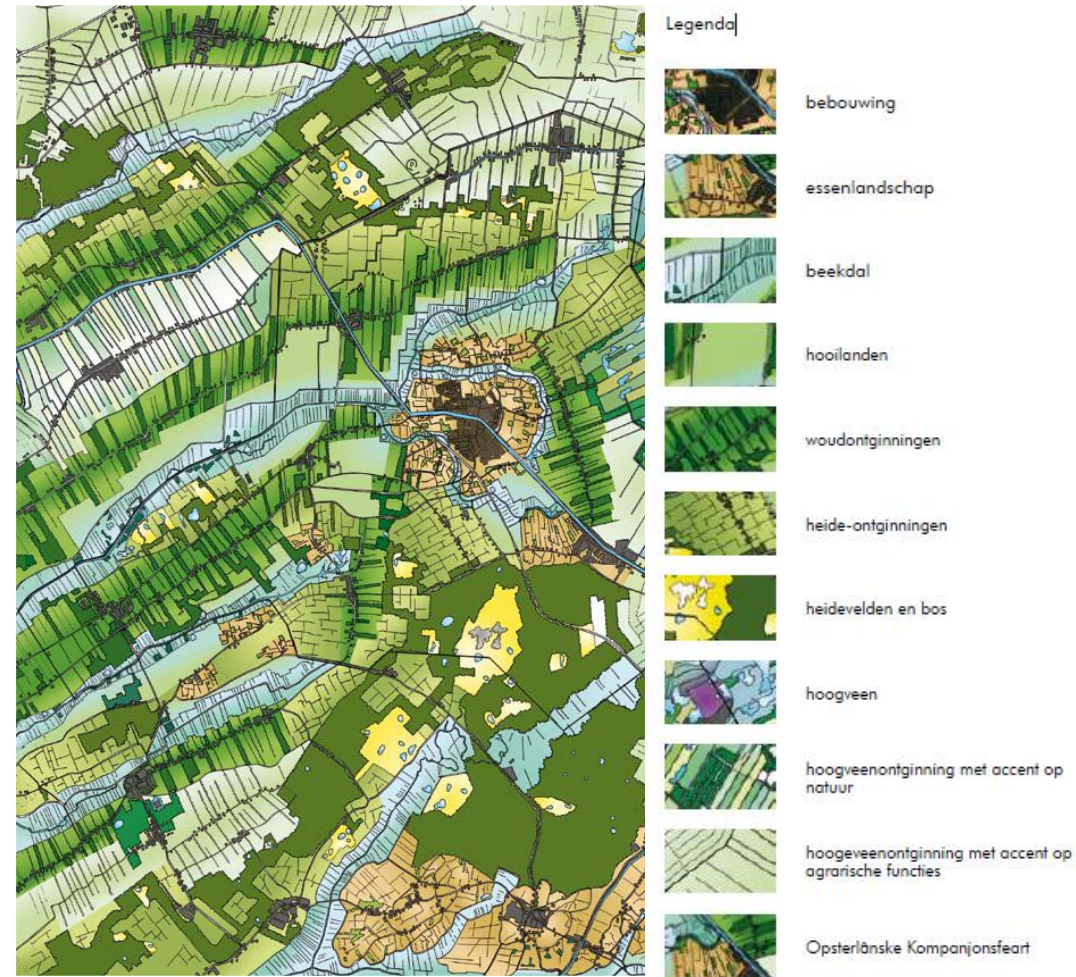 Legenda
bebouwing
essenlandschap
beekdal
hooilanden
woudontginningen
heide-ontginningen
heidevelden en bos
hoogveen
hoogveenontginning met accent op
natuur
hoogeveenontginning met accent op
agrarische functies
Opsterlânske Kompanjonsfeart